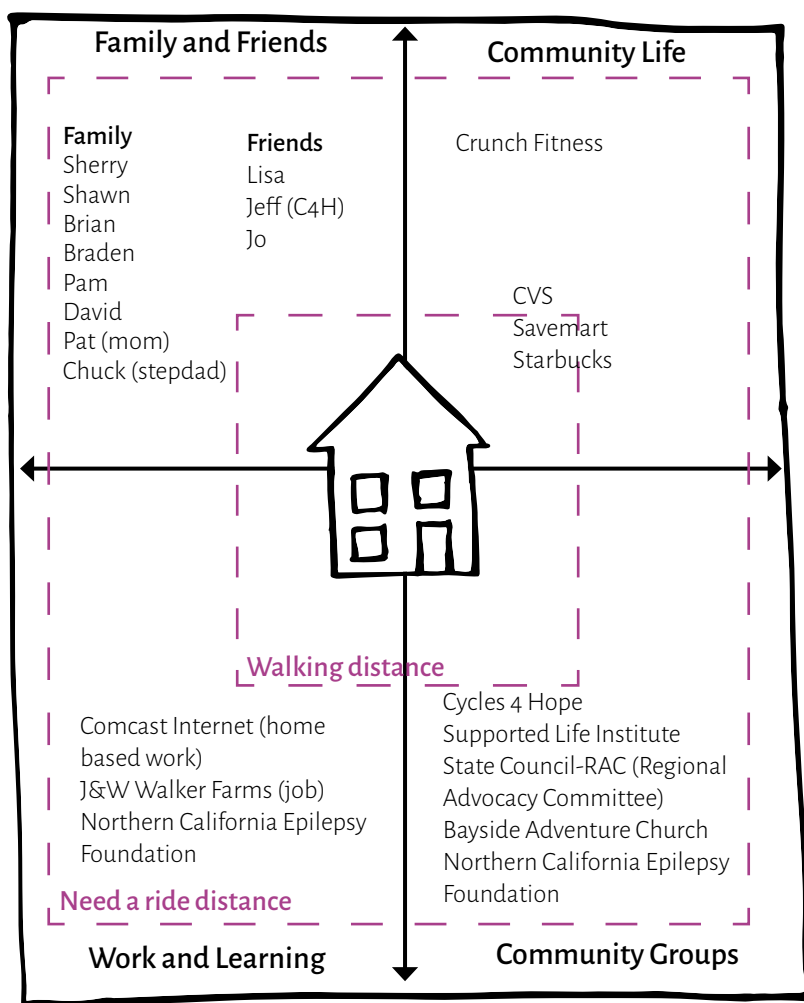 Family and Friends
Community Life
Family
Sherry
Shawn
Brian
Braden
Pam
David
Pat (mom)
Chuck (stepdad)
Friends
Lisa
Jeff (C4H)
Jo
Crunch Fitness
CVS
Savemart
Starbucks
Walking distance
Comcast Internet (home
based work)
J&W Walker Farms (job)
Northern California Epilepsy
Foundation
Need a ride distance
Work and Learning
Cycles 4 Hope
Supported Life Institute
State Council-RAC (Regional
Advocacy Committee)
Bayside Adventure Church
Northern California Epilepsy
Foundation
Community Groups